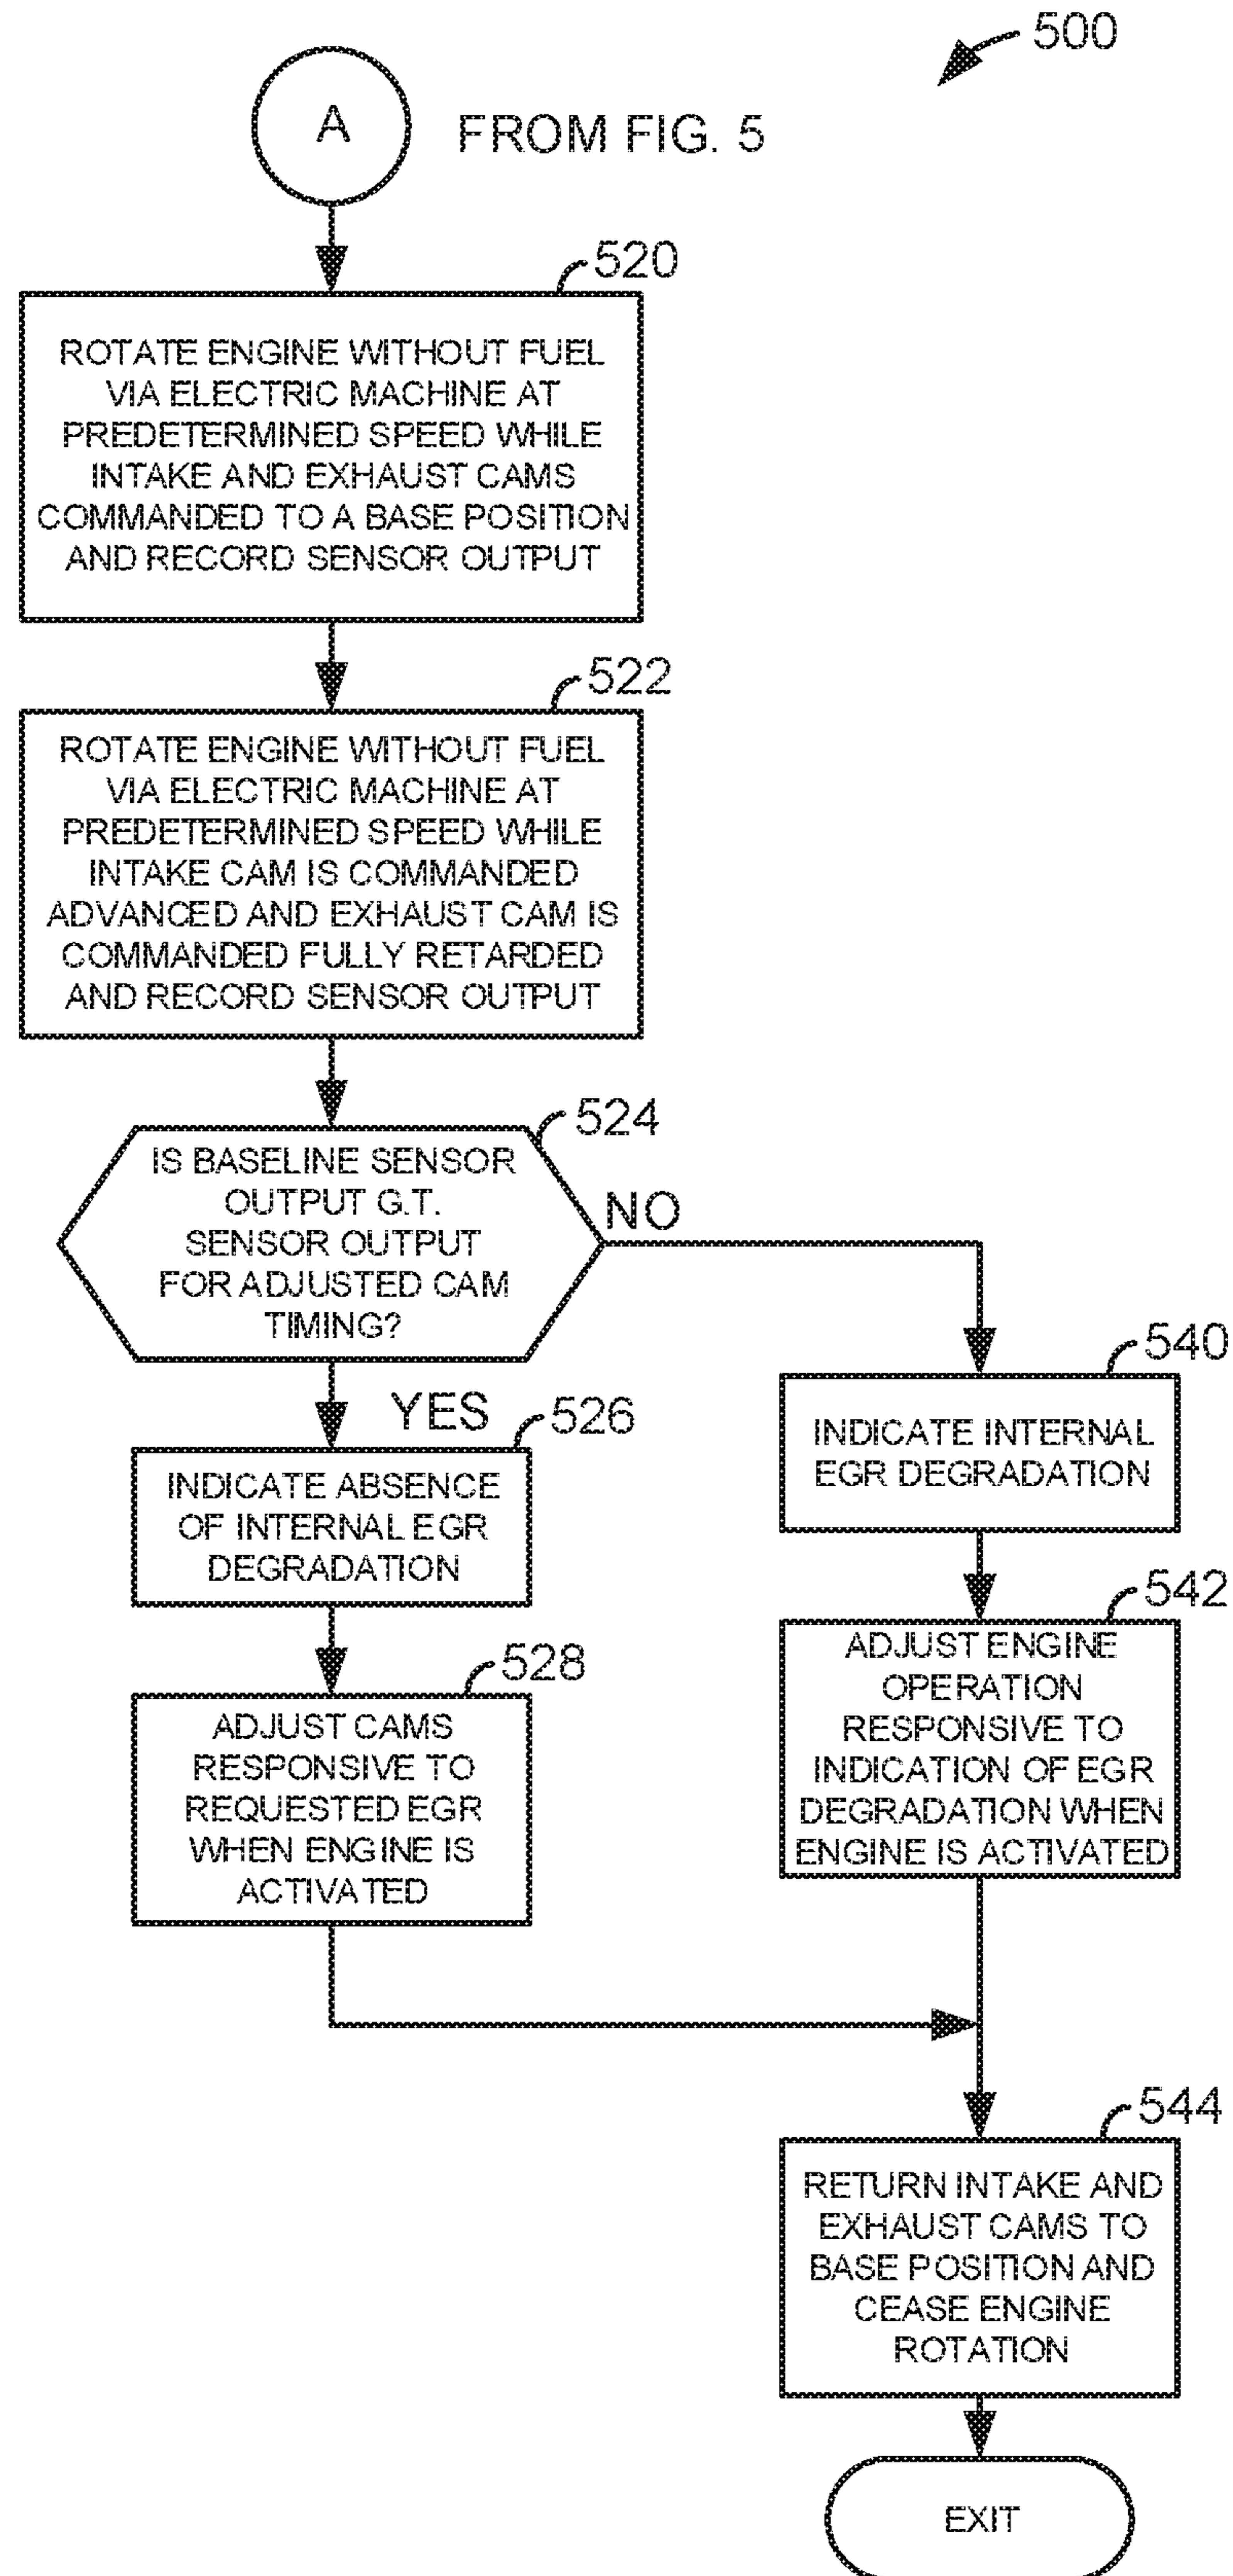 500
A
FROM FIG. 5
520
ROTATE ENGINE WITHOUT FUEL
VIA ELECTRIC MACHINE AT
PREDETERMINED SPEED WHILE
INTAKE AND EXHAUST CAMS
COMMANDED TO A BASE POSITION
AND RECORD SENSOR OUTPUT
522
ROTATE ENGINE WITHOUT FUEL
VIA ELECTRIC MACHINE AT
PREDETERMINED SPEED WHILE
INTAKE CAM IS COMMANDED
ADVANCED AND EXHAUST CAM IS
COMMANDED FULLY RETARDED
AND RECORD SENSOR OUTPUT
524
IS BASELINE SENSOR
OUTPUT G.T.
SENSOR OUTPUT
FOR ADJUSTED CAM
TIMING?
NO
YES
526
INDICATE ABSENCE
OF INTERNAL EGR
DEGRADATION
528
ADJUST CAMS
RESPONSIVE TO
REQUESTED EGR
WHEN ENGINE IS
ACTIVATED
540
INDICATE INTERNAL
EGR DEGRADATION
542
ADJUST ENGINE
OPERATION
RESPONSIVE TO
INDICATION OF EGR
DEGRADATION WHEN
ENGINE IS ACTIVATED
544
RETURN INTAKE AND
EXHAUST CAMS TO
BASE POSITION AND
CEASE ENGINE
ROTATION
EXIT